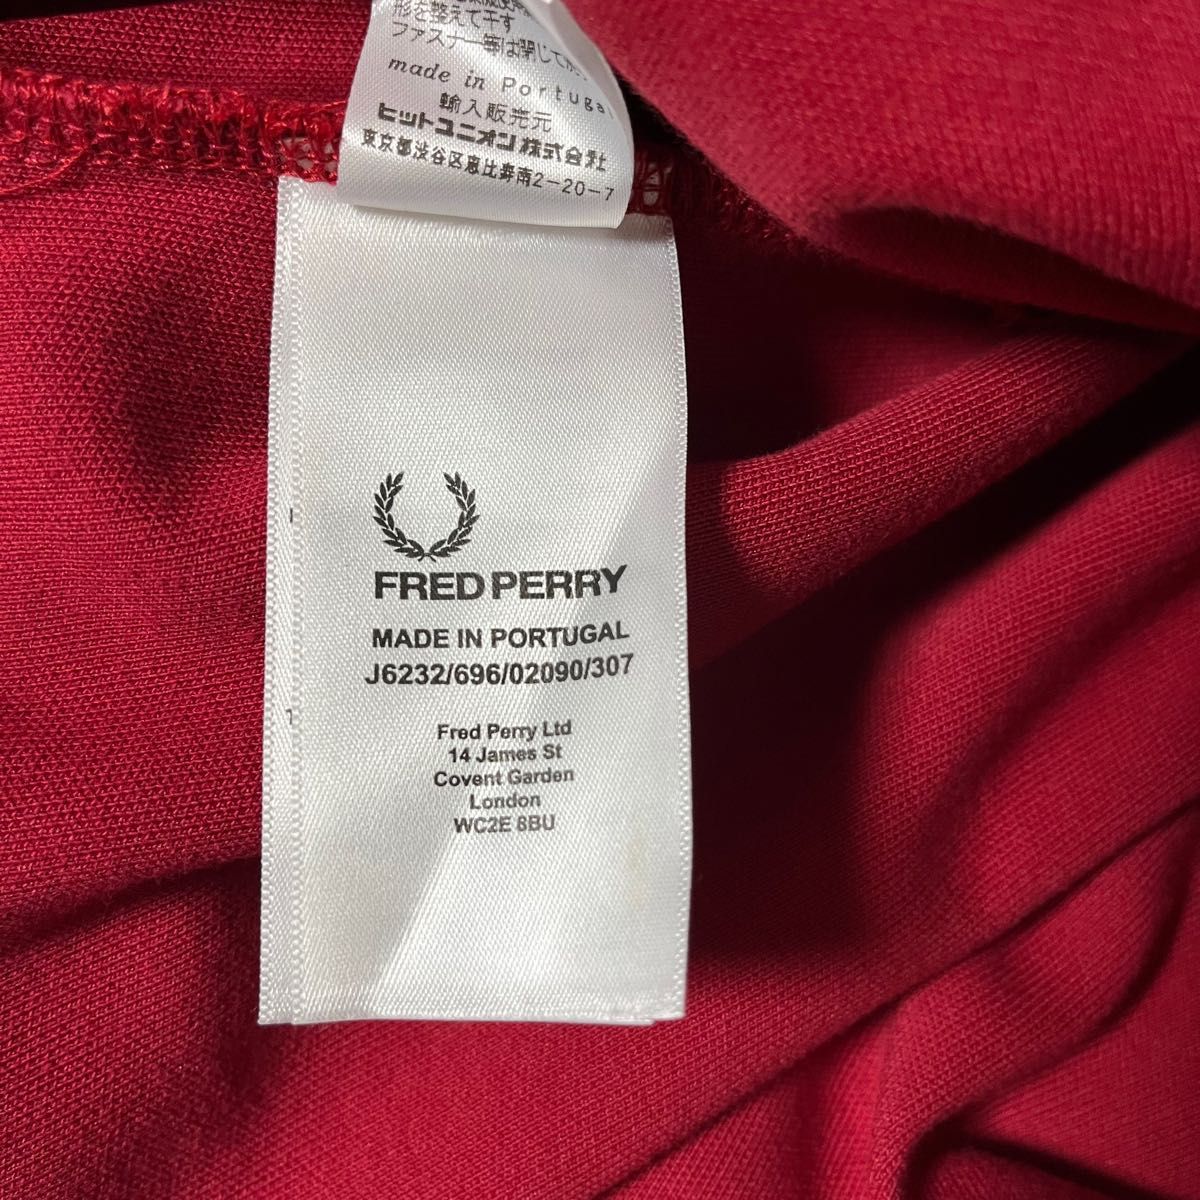 形を整えて干す
ファスナー等は閉じて
made in Portugal
輸入販売元
ヒットユニオン株式会社
東京都渋谷区恵比寿南2-20-7
FRED PERRY
MADE IN PORTUGAL
J6232/696/02090/307
Fred Perry Ltd
14 James St
Covent Garden
London
WC2E 8BU